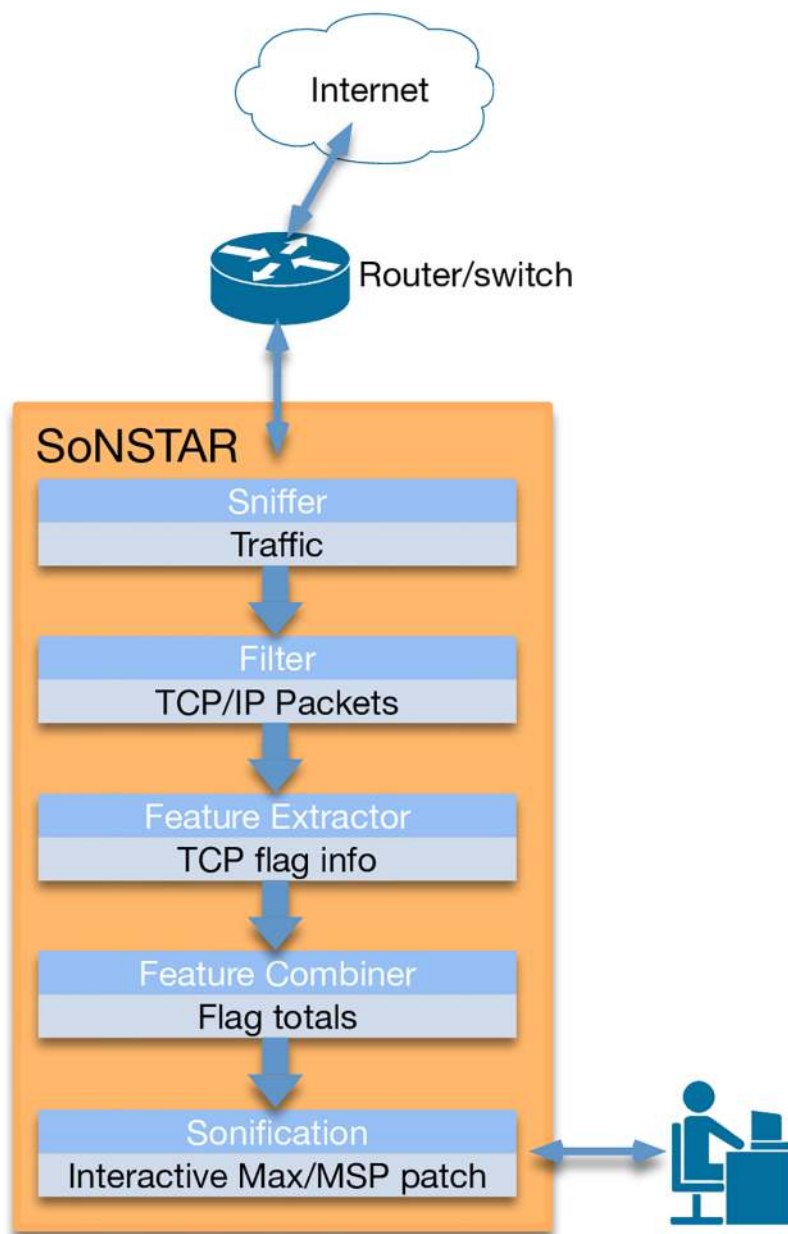 Internet
Router/switch
SoNSTAR
Sniffer
Traffic
Filter
TCP/IP Packets
Feature Extractor
TCP flag info
Feature Combiner
Flag totals
Sonification
Interactive Max/MSP patch